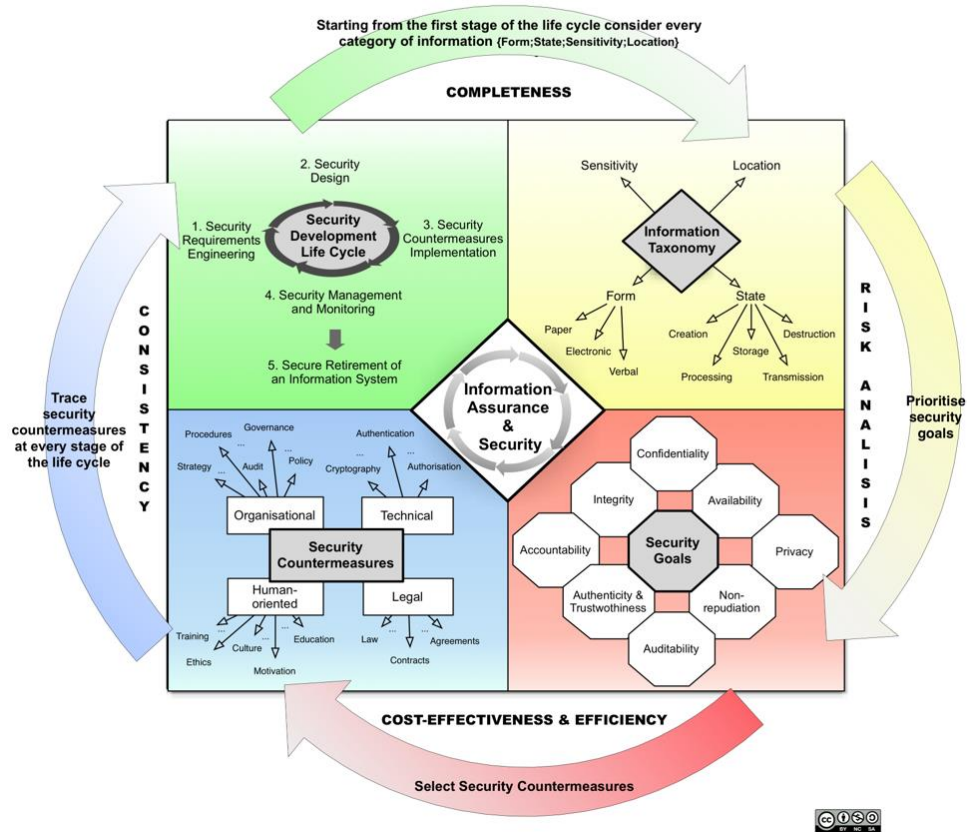 Starting from the first stage of the life cycle consider every
category of information {Form;State;Sensitivity;Location}
COMPLETENESS
2. Security
Design
1. Security
Requirements
Engineering
Security
Development
Life Cycle
3. Security
Countermeasures
Implementation
4. Security Management
and Monitoring
5. Secure Retirement of
an Information System
Sensitivity
Location
Information
Taxonomy
Form
State
Paper
Electronic
Verbal
Creation
Destruction
Storage
Processing
Transmission
RISK ANALISIS
Prioritise
security
goals
CONSISTENCY
Trace
security
countermeasures
at every stage of
the life cycle
Information
Assurance
& Security
Procedures
Governance
...
Strategy
...
Audit
...
Policy
Authentication
...
...
Cryptography
Authorisation
Organisational
Technical
Security
Countermeasures
Human-
oriented
Legal
Training
...
Ethics
Culture
...
Motivation
Education
Law
...
Contracts
Agreements
Confidentiality
Integrity
Availability
Accountability
Security
Goals
Privacy
Authenticity &
Trustwothiness
Non-
repudiation
Auditability
COST-EFFECTIVENESS & EFFICIENCY
Select Security Countermeasures
cc
BY NC SA